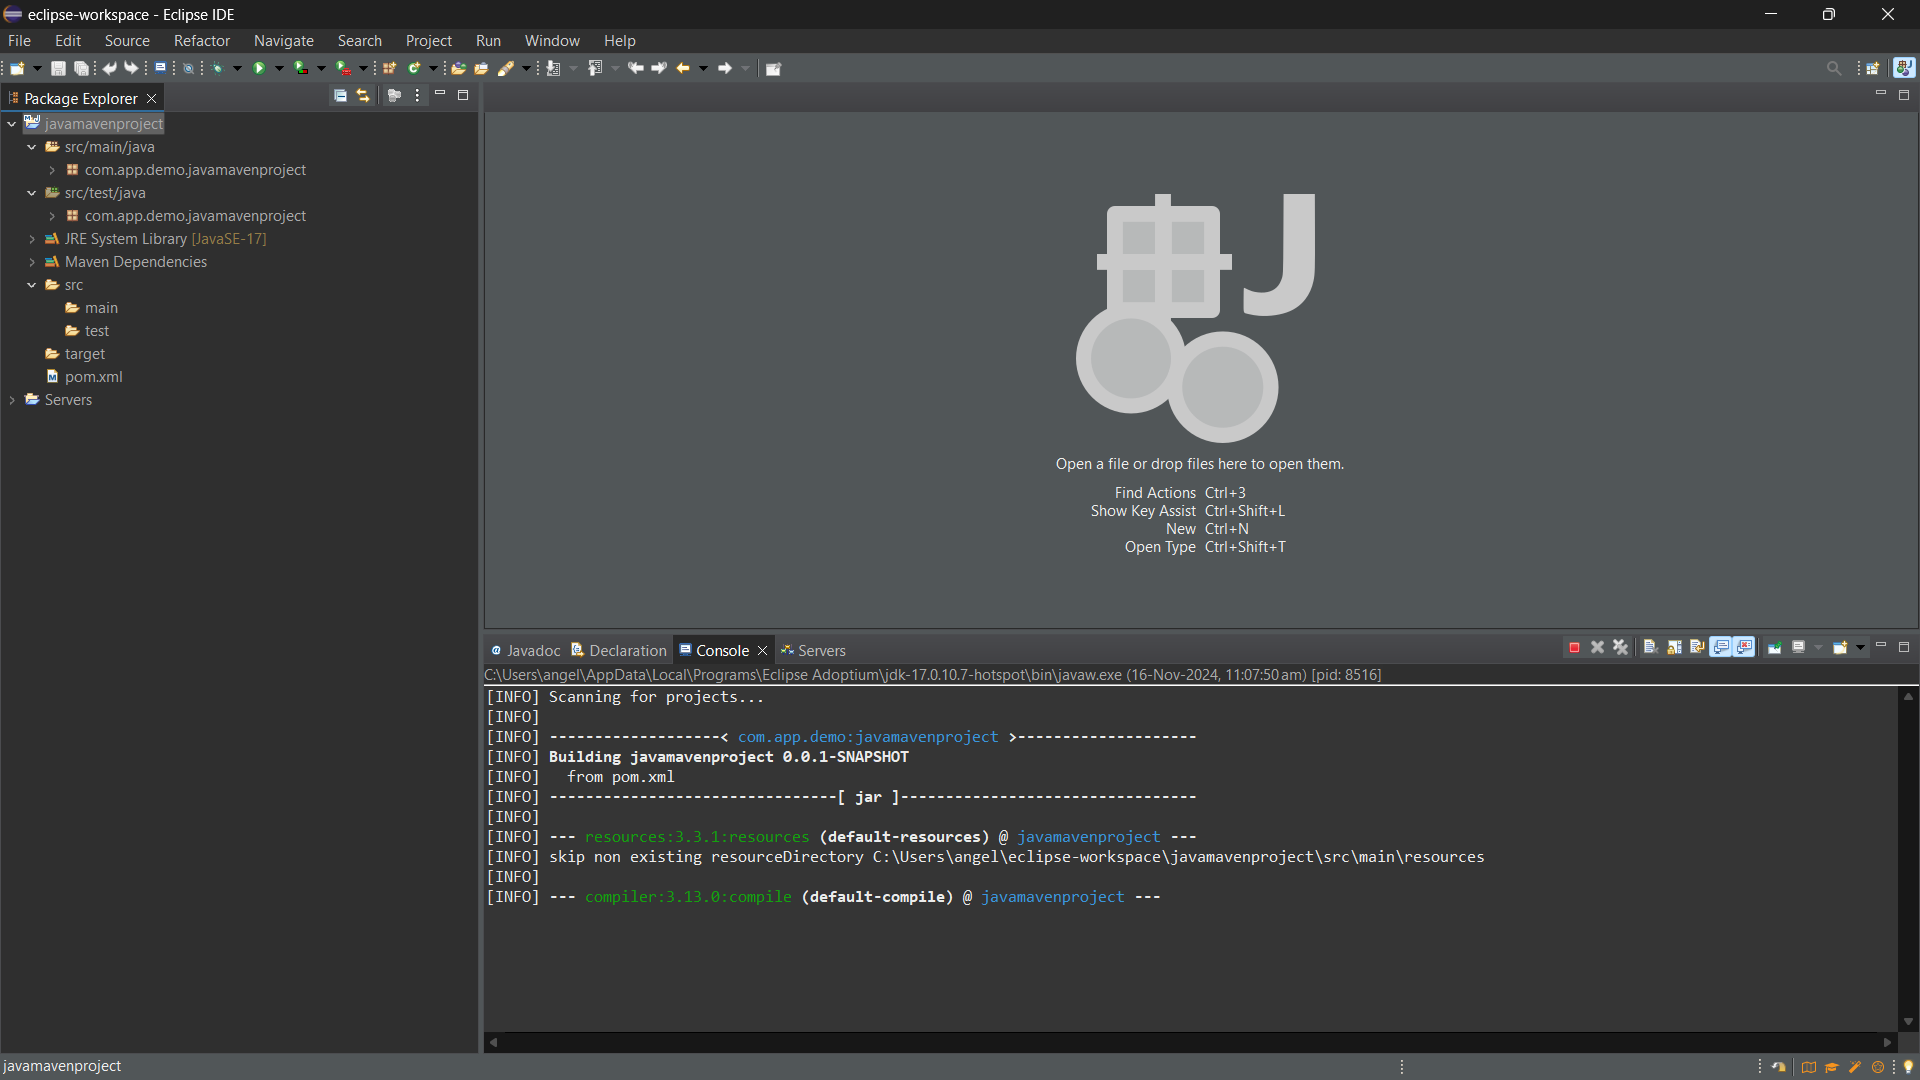 eclipse-workspace - Eclipse IDE
File Edit Source Refactor Navigate Search Project Run Window Help
Package Explorer
javamavenproject
src/main/java
com.app.demo.javamavenproject
src/test/java
com.app.demo.javamavenproject
JRE System Library [JavaSE-17]
Maven Dependencies
src
main
test
target
pom.xml
Servers
Open a file or drop files here to open them.
Find Actions Ctrl+3
Show Key Assist Ctrl+Shift+L
New Ctrl+N
Open Type Ctrl+Shift+T
Javadoc Declaration Console Servers
C:\Users\angel\AppData\Local\Programs\Eclipse Adoptium\jdk-17.0.10.7-hotspot\bin\javaw.exe (16-Nov-2024, 11:07:50 am) [pid: 8516]
[INFO] Scanning for projects...
[INFO]
[INFO] -------------------< com.app.demo:javamavenproject >--------------------
[INFO] Building javamavenproject 0.0.1-SNAPSHOT
[INFO]   from pom.xml
[INFO] --------------------------------[ jar ]---------------------------------
[INFO]
[INFO] --- resources:3.3.1:resources (default-resources) @ javamavenproject ---
[INFO] skip non existing resourceDirectory C:\Users\angel\eclipse-workspace\javamavenproject\src\main\resources
[INFO]
[INFO] --- compiler:3.13.0:compile (default-compile) @ javamavenproject ---
javamavenproject